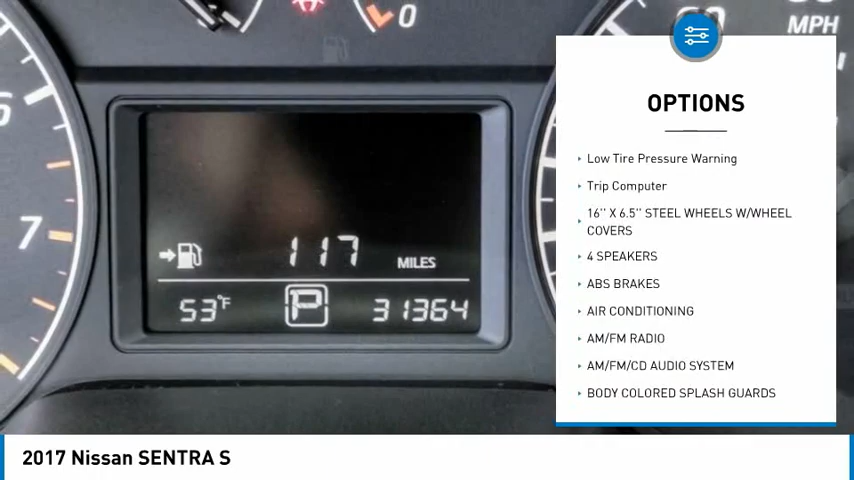 0
MPH
6
7
117 MILES
53°F P 31364
OPTIONS
Low Tire Pressure Warning
Trip Computer
16'' X 6.5'' STEEL WHEELS W/WHEEL
COVERS
4 SPEAKERS
ABS BRAKES
AIR CONDITIONING
AM/FM RADIO
AM/FM/CD AUDIO SYSTEM
BODY COLORED SPLASH GUARDS
2017 Nissan SENTRA S